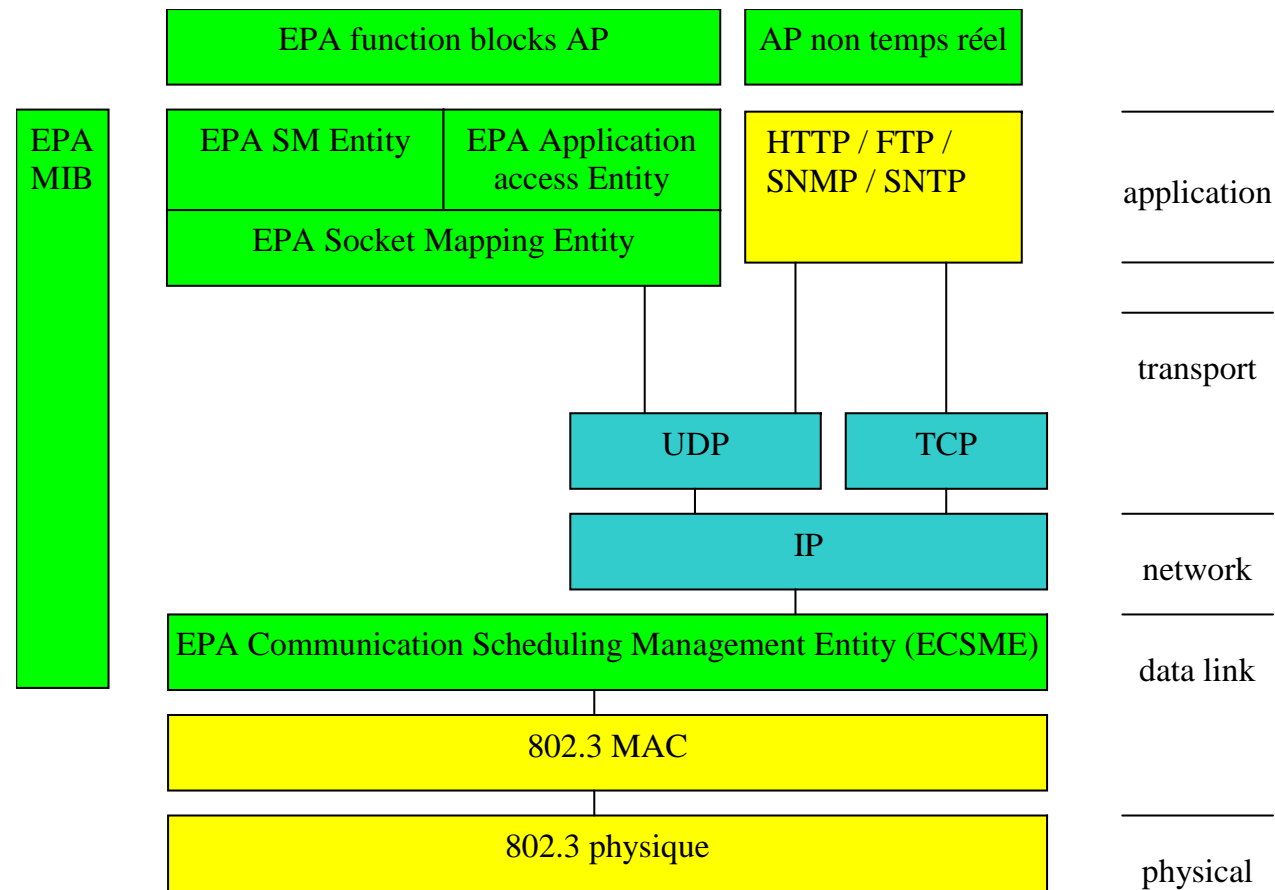 EPA function blocks AP
AP non temps réel
EPA
MIB
EPA SM Entity
EPA Application
access Entity
HTTP / FTP /
SNMP / SNTP
application
EPA Socket Mapping Entity
transport
UDP
TCP
IP
network
EPA Communication Scheduling Management Entity (ECSME)
data link
802.3 MAC
802.3 physique
physical